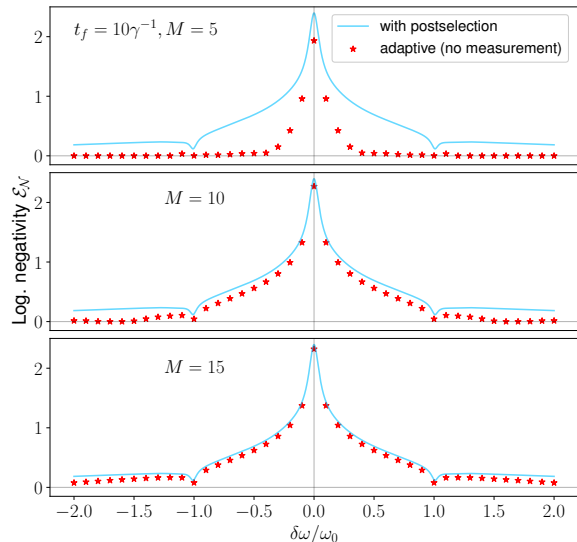 t_f = 10γ⁻¹, M = 5
with postselection
adaptive (no measurement)
2
1
0
M = 10
2
1
0
Log. negativity ℰ_𝒩
M = 15
2
1
0
−2.0 −1.5 −1.0 −0.5 0.0 0.5 1.0 1.5 2.0
δω/ω₀